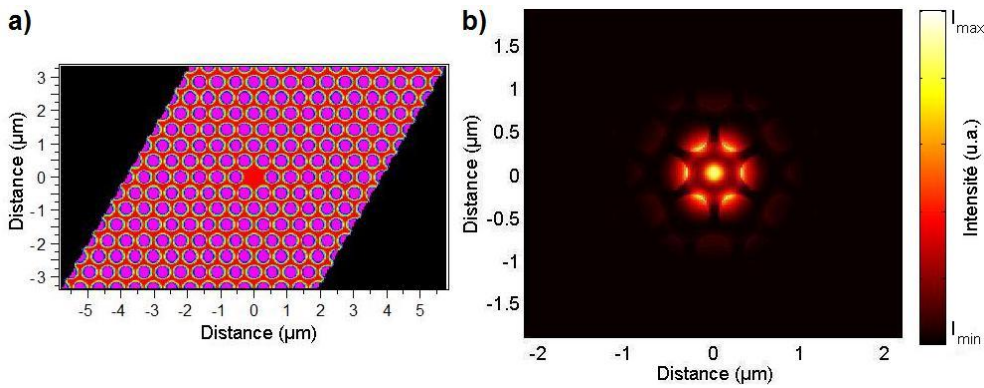 a)
3
2
1
0
-1
-2
-3
Distance (µm)
-5 -4 -3 -2 -1 0 1 2 3 4 5
Distance (µm)
b)
1.5
1
0.5
0
-0.5
-1
-1.5
Distance (µm)
-2 -1 0 1 2
Distance (µm)
I max
Intensité (u.a.)
I min